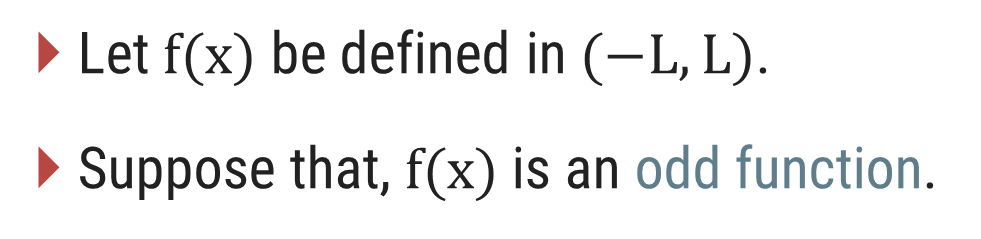 Let f(x) be defined in (−L, L).
Suppose that, f(x) is an odd function.